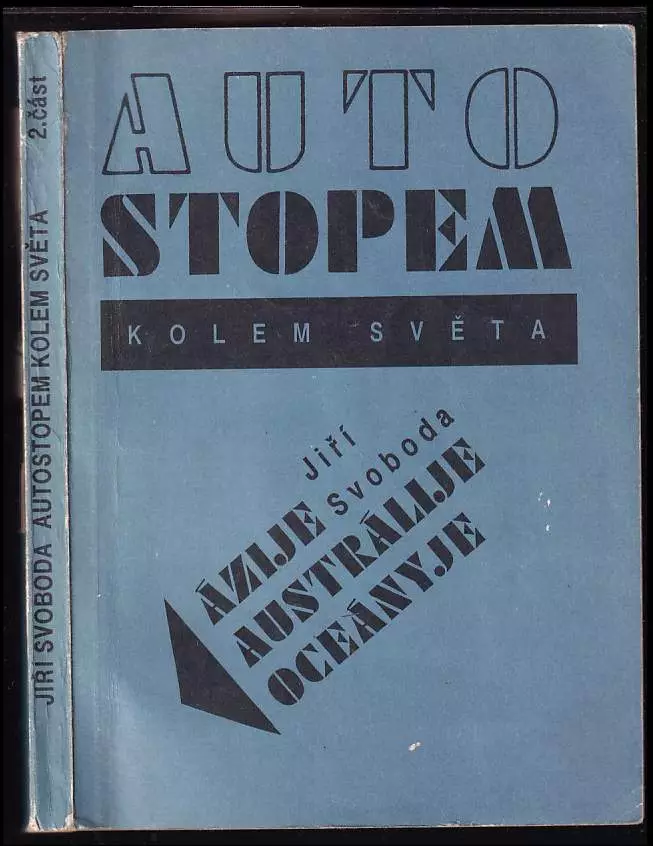 JIŘÍ SVOBODA AUTOSTOPEM KOLEM SVĚTA 2.část
AUTO
STOPEM
KOLEM SVĚTA
Jiří
Svoboda
ÁZIJE
AUSTRÁLIJE
OCEÁNYJE